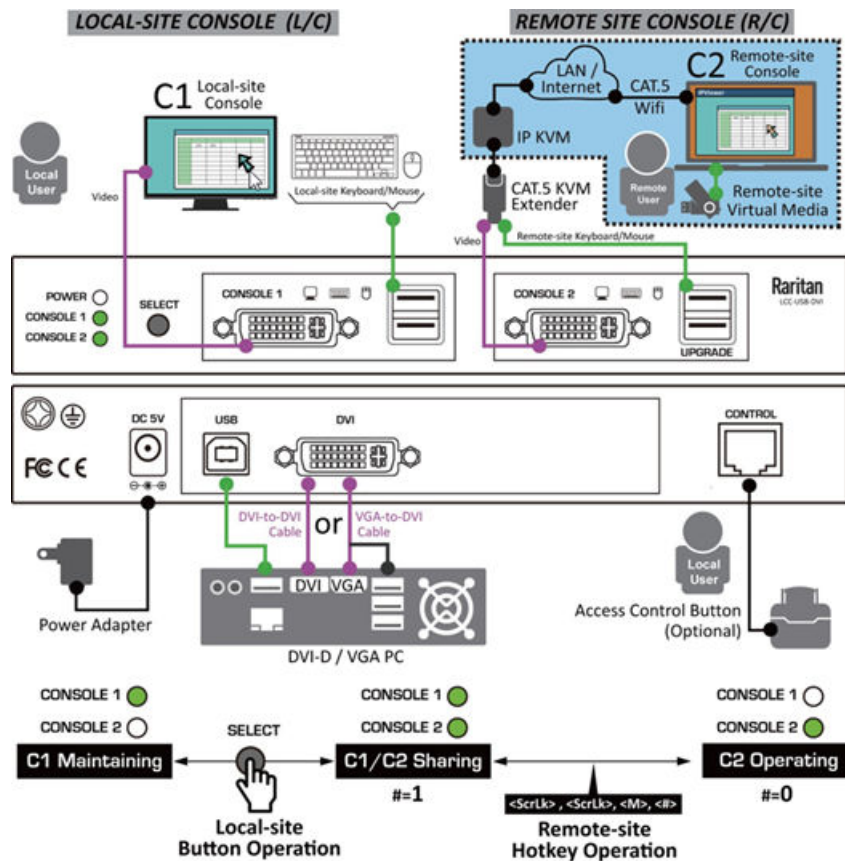 LOCAL-SITE CONSOLE (L/C)
REMOTE SITE CONSOLE (R/C)
C1 Local-site
Console
Local
User
Video
Local-site Keyboard/Mouse
LAN /
Internet
CAT.5
Wifi
C2 Remote-site
Console
IPViewer
IP KVM
CAT.5 KVM
Extender
Remote
User
Remote-site
Virtual Media
Video
Remote-site Keyboard/Mouse
POWER
CONSOLE 1
CONSOLE 2
SELECT
CONSOLE 1
CONSOLE 2
UPGRADE
Raritan
LCC-USB-DVI
FC CE
DC 5V
USB
DVI
CONTROL
DVI-to-DVI
Cable
or
VGA-to-DVI
Cable
DVI
VGA
DVI-D / VGA PC
Power Adapter
Local
User
Access Control Button
(Optional)
CONSOLE 1
CONSOLE 2
C1 Maintaining
SELECT
Local-site
Button Operation
CONSOLE 1
CONSOLE 2
C1/C2 Sharing
#=1
<ScrLk> , <ScrLk>, <M>, <#>
Remote-site
Hotkey Operation
CONSOLE 1
CONSOLE 2
C2 Operating
#=0